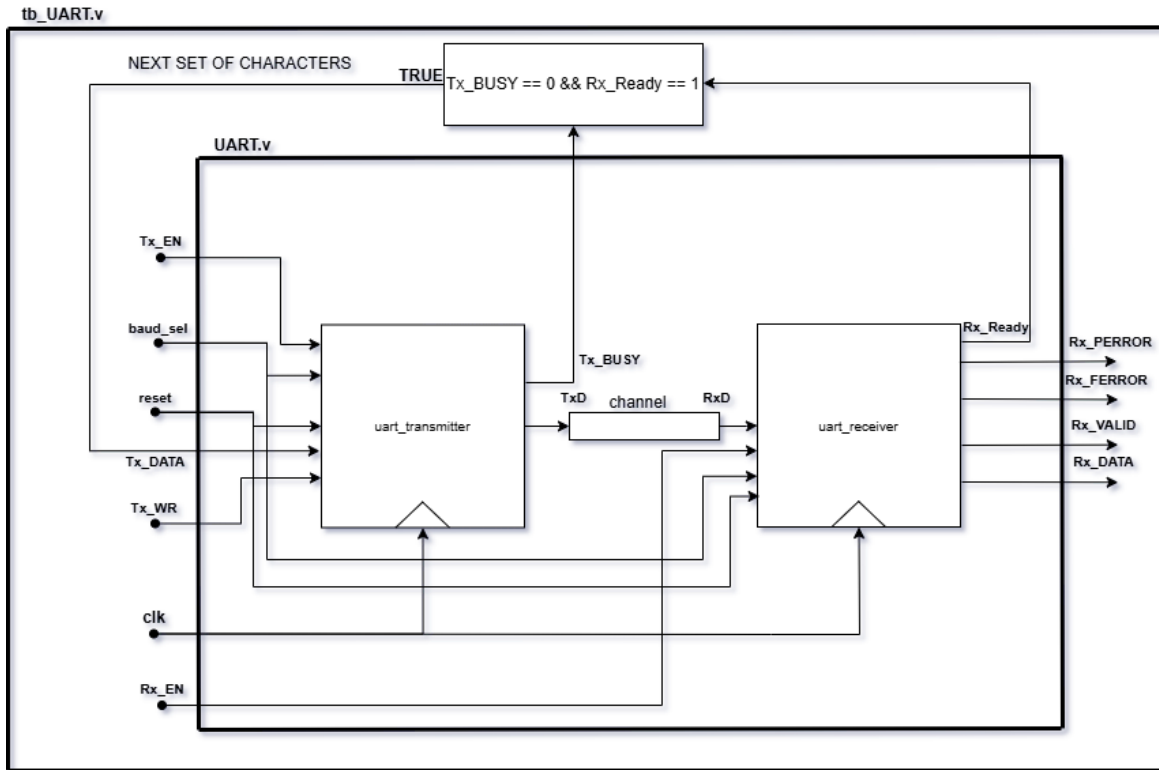 tb_UART.v
NEXT SET OF CHARACTERS
TRUE
Tx_BUSY == 0 && Rx_Ready == 1
UART.v
Tx_EN
baud_sel
reset
Tx_DATA
Tx_WR
clk
Rx_EN
uart_transmitter
Tx_BUSY
TxD
channel
RxD
uart_receiver
Rx_Ready
Rx_PERROR
Rx_FERROR
Rx_VALID
Rx_DATA